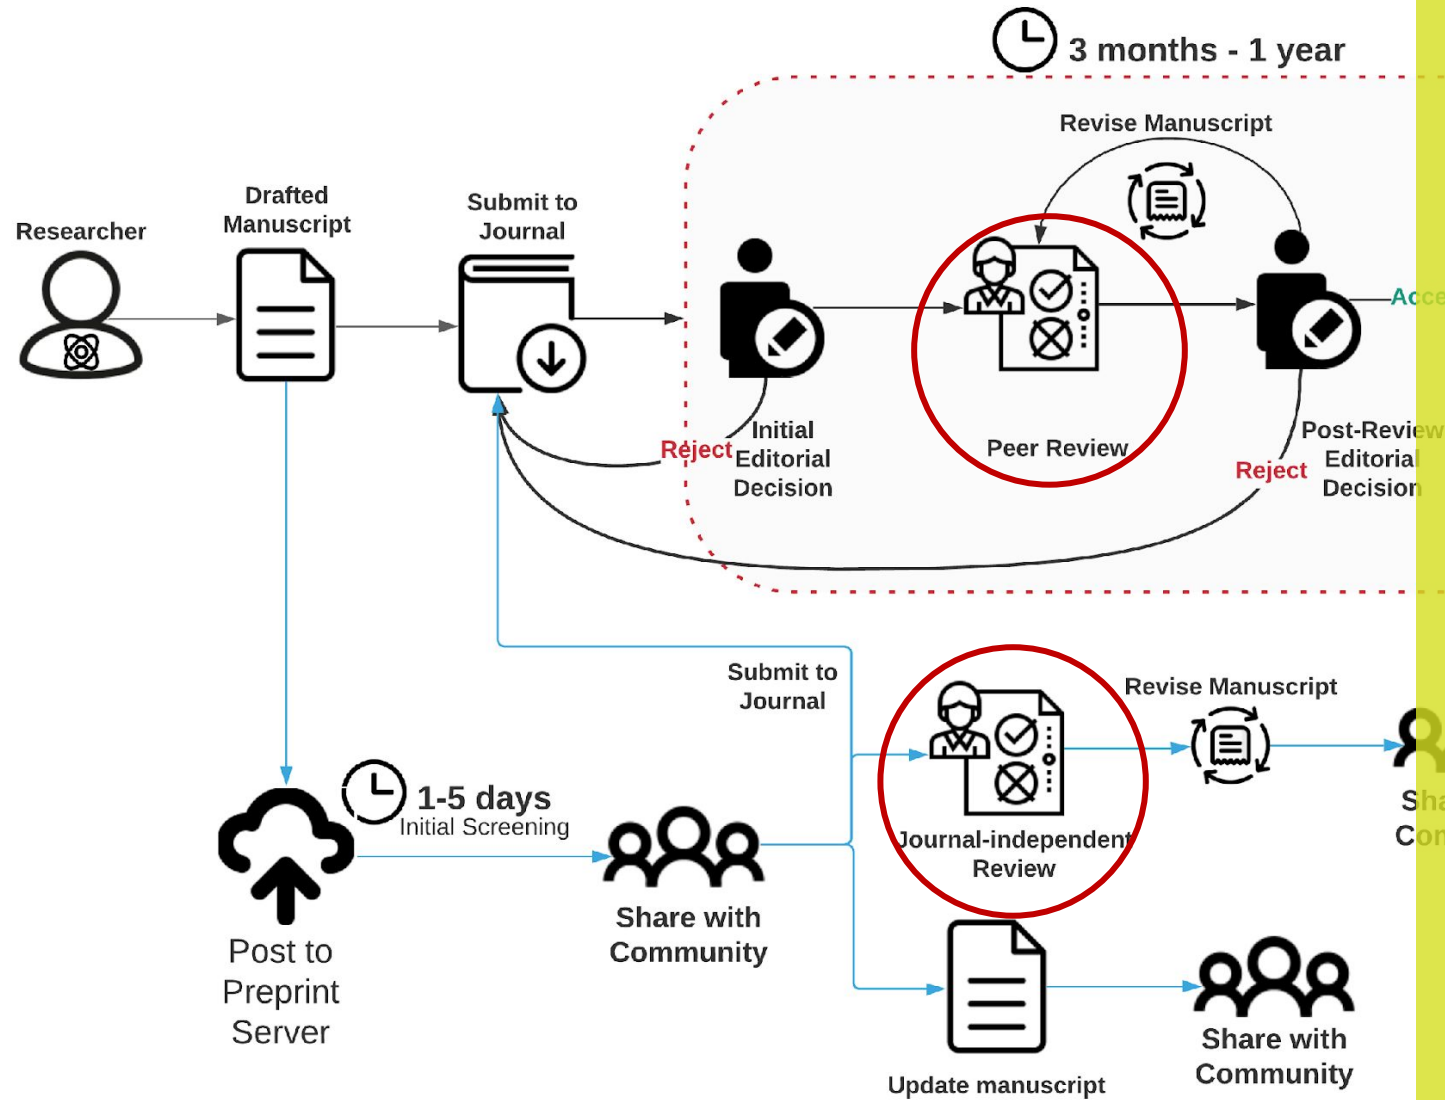 3 months - 1 year
Revise Manuscript
Drafted
Manuscript
Submit to
Journal
Researcher
Reject
Initial
Editorial
Decision
Peer Review
Reject
Post-Review
Editorial
Decision
Submit to
Journal
Revise Manuscript
1-5 days
Initial Screening
Journal-independent
Review
Share with
Community
Post to
Preprint
Server
Share with
Community
Update manuscript